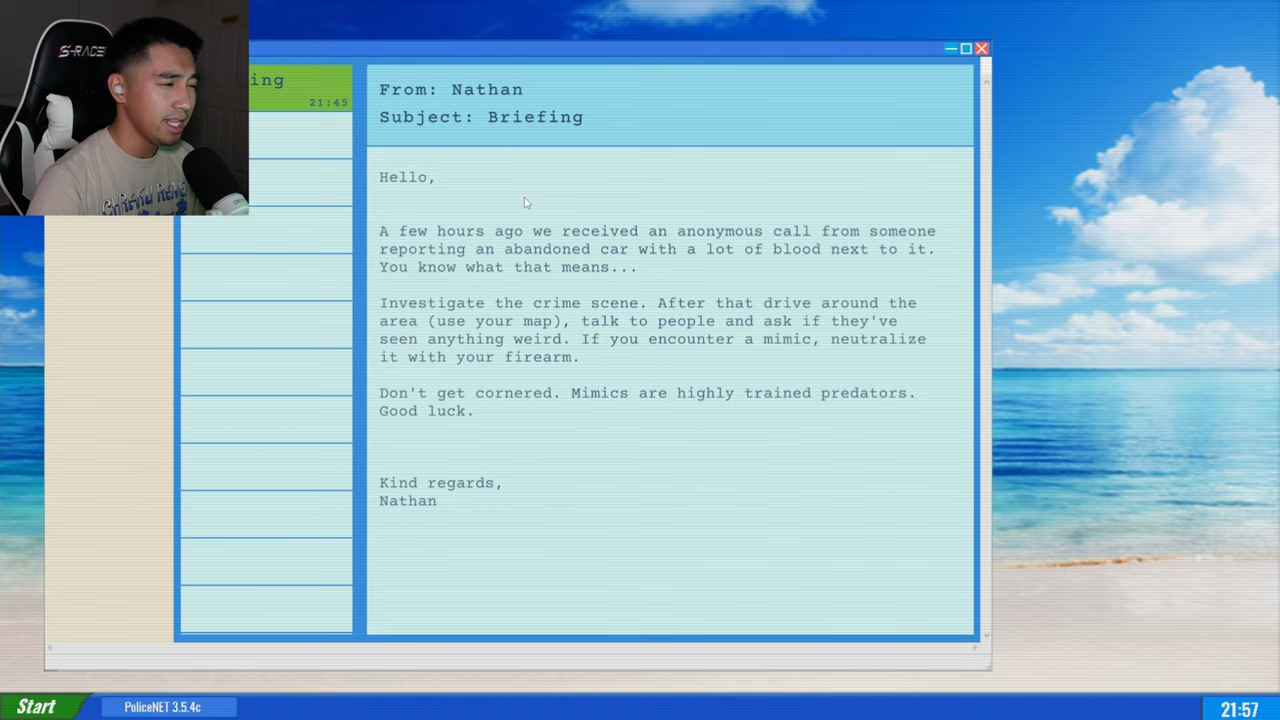 S-RACER
ing
21:45
From: Nathan
Subject: Briefing
Hello,
A few hours ago we received an anonymous call from someone
reporting an abandoned car with a lot of blood next to it.
You know what that means...
Investigate the crime scene. After that drive around the
area (use your map), talk to people and ask if they've
seen anything weird. If you encounter a mimic, neutralize
it with your firearm.
Don't get cornered. Mimics are highly trained predators.
Good luck.
Kind regards,
Nathan
Start
PoliceNET 3.5.4c
21:57